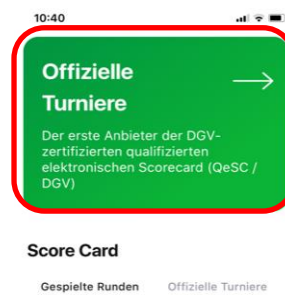 10:40
Offizielle
Turniere
Der erste Anbieter der DGV-
zertifizierten qualifizierten
elektronischen Scorecard (QeSC /
DGV)
Score Card
Gespielte Runden Offizielle Turniere